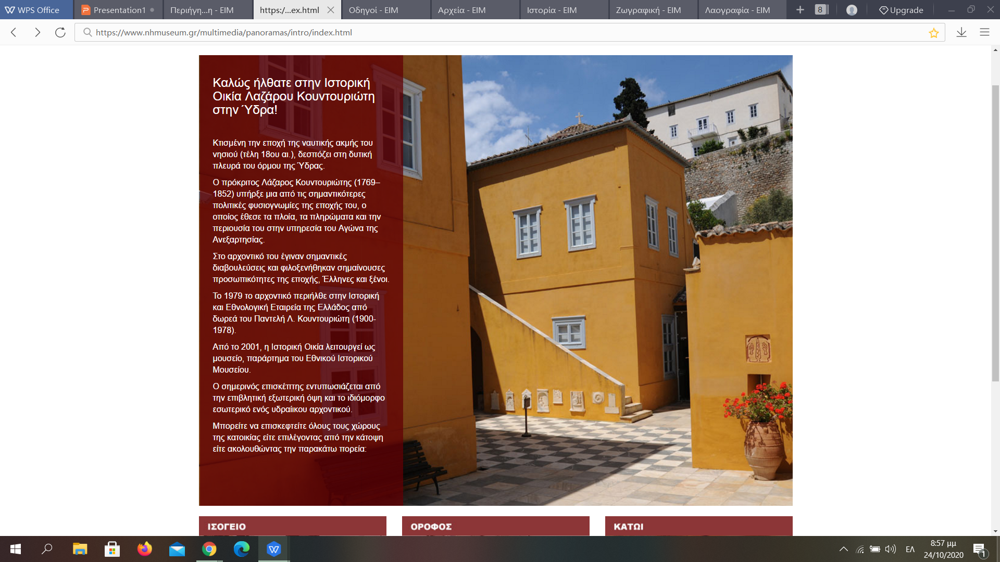 WPS Office
Presentation1
Περιήγη...η - ΕΙΜ
https:/...ex.html
Οδηγοί - ΕΙΜ
Αρχεία - ΕΙΜ
Ιστορία - ΕΙΜ
Ζωγραφική - ΕΙΜ
Λαογραφία - ΕΙΜ
8
Upgrade
https://www.nhmuseum.gr/multimedia/panoramas/intro/index.html
Καλώς ήλθατε στην Ιστορική
Οικία Λαζάρου Κουντουριώτη
στην Ύδρα!
Κτισμένη την εποχή της ναυτικής ακμής του
νησιού (τέλη 18ου αι.), δεσπόζει στη δυτική
πλευρά του όρμου της Ύδρας.
Ο πρόκριτος Λάζαρος Κουντουριώτης (1769–
1852) υπήρξε μια από τις σημαντικότερες
πολιτικές φυσιογνωμίες της εποχής του, ο
οποίος έθεσε τα πλοία, τα πληρώματα και την
περιουσία του στην υπηρεσία του Αγώνα της
Ανεξαρτησίας.
Στο αρχοντικό του έγιναν σημαντικές
διαβουλεύσεις και φιλοξενήθηκαν σημαίνουσες
προσωπικότητες της εποχής, Έλληνες και ξένοι.
Το 1979 το αρχοντικό περιήλθε στην Ιστορική
και Εθνολογική Εταιρεία της Ελλάδος από
δωρεά του Παντελή Λ. Κουντουριώτη (1900-
1978).
Από το 2001, η Ιστορική Οικία λειτουργεί ως
μουσείο, παράρτημα του Εθνικού Ιστορικού
Μουσείου.
Ο σημερινός επισκέπτης εντυπωσιάζεται από
την επιβλητική εξωτερική όψη και το ιδιόμορφο
εσωτερικό ενός υδραίικου αρχοντικού.
Μπορείτε να επισκεφτείτε όλους τους χώρους
της κατοικίας είτε επιλέγοντας από την κάτοψη
είτε ακολουθώντας την παρακάτω πορεία:
ΙΣΟΓΕΙΟ
ΟΡΟΦΟΣ
ΚΑΤΩΙ
ΕΛ
8:57 μμ
24/10/2020
1